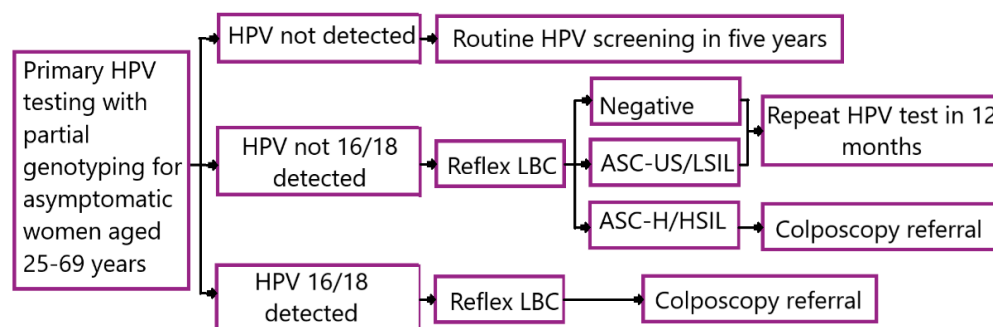 Primary HPV
testing with
partial
genotyping for
asymptomatic
women aged
25-69 years
HPV not detected
Routine HPV screening in five years
HPV not 16/18
detected
Reflex LBC
Negative
ASC-US/LSIL
Repeat HPV test in 12
months
ASC-H/HSIL
Colposcopy referral
HPV 16/18
detected
Reflex LBC
Colposcopy referral